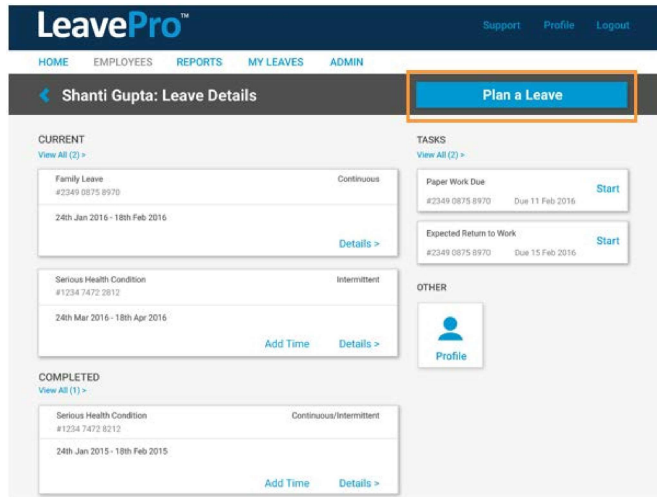 LeavePro™
Support Profile Logout
HOME EMPLOYEES REPORTS MY LEAVES ADMIN
Shanti Gupta: Leave Details
Plan a Leave
CURRENT
View All (2) >
Family Leave Continuous
#2349 0875 8970
24th Jan 2016 - 18th Feb 2016
Details >
Serious Health Condition Intermittent
#1234 7472 2812
24th Mar 2016 - 18th Apr 2016
Add Time Details >
COMPLETED
View All (1) >
Serious Health Condition Continuous/Intermittent
#1234 7472 8212
24th Jan 2015 - 18th Feb 2015
Add Time Details >
TASKS
View All (2) >
Paper Work Due
#2349 0875 8970 Due 11 Feb 2016
Start
Expected Return to Work
#2349 0875 8970 Due 15 Feb 2016
Start
OTHER
Profile